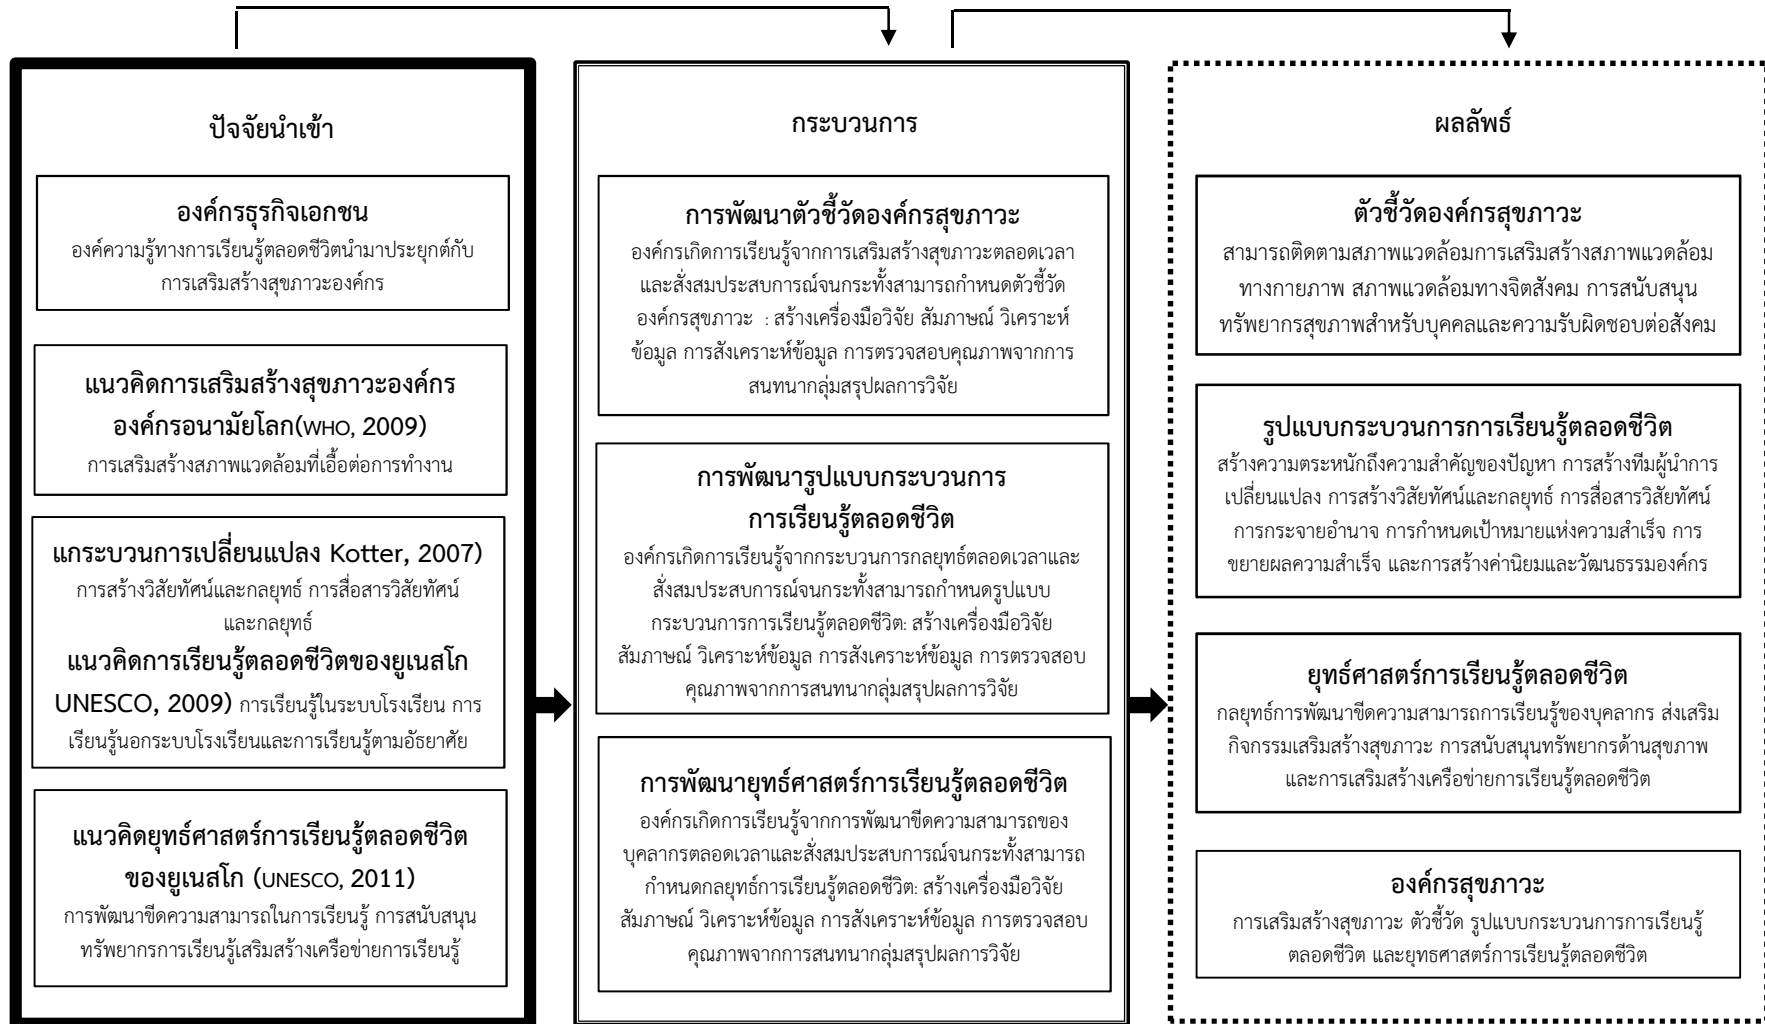 ปัจจัยนำเข้า
องค์กรธุรกิจเอกชน
องค์ความรู้ทางการเรียนรู้ตลอดชีวิตนำมาประยุกต์กับ
การเสริมสร้างสุขภาวะองค์กร
แนวคิดการเสริมสร้างสุขภาวะองค์กร
องค์กรอนามัยโลก(WHO, 2009)
การเสริมสร้างสภาพแวดล้อมที่เอื้อต่อการทำงาน
แกระบวนการเปลี่ยนแปลง Kotter, 2007)
การสร้างวิสัยทัศน์และกลยุทธ์ การสื่อสารวิสัยทัศน์
และกลยุทธ์
แนวคิดการเรียนรู้ตลอดชีวิตของยูเนสโก
UNESCO, 2009) การเรียนรู้ในระบบโรงเรียน การ
เรียนรู้นอกระบบโรงเรียนและการเรียนรู้ตามอัธยาศัย
แนวคิดยุทธ์ศาสตร์การเรียนรู้ตลอดชีวิต
ของยูเนสโก (UNESCO, 2011)
การพัฒนาขีดความสามารถในการเรียนรู้ การสนับสนุน
ทรัพยากรการเรียนรู้เสริมสร้างเครือข่ายการเรียนรู้
กระบวนการ
การพัฒนาตัวชี้วัดองค์กรสุขภาวะ
องค์กรเกิดการเรียนรู้จากการเสริมสร้างสุขภาวะตลอดเวลา
และสั่งสมประสบการณ์จนกระทั้งสามารถกำหนดตัวชี้วัด
องค์กรสุขภาวะ : สร้างเครื่องมือวิจัย สัมภาษณ์ วิเคราะห์
ข้อมูล การสังเคราะห์ข้อมูล การตรวจสอบคุณภาพจากการ
สนทนากลุ่มสรุปผลการวิจัย
การพัฒนารูปแบบกระบวนการ
การเรียนรู้ตลอดชีวิต
องค์กรเกิดการเรียนรู้จากกระบวนการกลยุทธ์ตลอดเวลาและ
สั่งสมประสบการณ์จนกระทั้งสามารถกำหนดรูปแบบ
กระบวนการการเรียนรู้ตลอดชีวิต: สร้างเครื่องมือวิจัย
สัมภาษณ์ วิเคราะห์ข้อมูล การสังเคราะห์ข้อมูล การตรวจสอบ
คุณภาพจากการสนทนากลุ่มสรุปผลการวิจัย
การพัฒนายุทธ์ศาสตร์การเรียนรู้ตลอดชีวิต
องค์กรเกิดการเรียนรู้จากการพัฒนาขีดความสามารถของ
บุคลากรตลอดเวลาและสั่งสมประสบการณ์จนกระทั้งสามารถ
กำหนดกลยุทธ์การเรียนรู้ตลอดชีวิต: สร้างเครื่องมือวิจัย
สัมภาษณ์ วิเคราะห์ข้อมูล การสังเคราะห์ข้อมูล การตรวจสอบ
คุณภาพจากการสนทนากลุ่มสรุปผลการวิจัย
ผลลัพธ์
ตัวชี้วัดองค์กรสุขภาวะ
สามารถติดตามสภาพแวดล้อมการเสริมสร้างสภาพแวดล้อม
ทางกายภาพ สภาพแวดล้อมทางจิตสังคม การสนับสนุน
ทรัพยากรสุขภาพสำหรับบุคคลและความรับผิดชอบต่อสังคม
รูปแบบกระบวนการการเรียนรู้ตลอดชีวิต
สร้างความตระหนักถึงความสำคัญของปัญหา การสร้างทีมผู้นำการ
เปลี่ยนแปลง การสร้างวิสัยทัศน์และกลยุทธ์ การสื่อสารวิสัยทัศน์
การกระจายอำนาจ การกำหนดเป้าหมายแห่งความสำเร็จ การ
ขยายผลความสำเร็จ และการสร้างค่านิยมและวัฒนธรรมองค์กร
ยุทธ์ศาสตร์การเรียนรู้ตลอดชีวิต
กลยุทธ์การพัฒนาขีดความสามารถการเรียนรู้ของบุคลากร ส่งเสริม
กิจกรรมเสริมสร้างสุขภาวะ การสนับสนุนทรัพยากรด้านสุขภาพ
และการเสริมสร้างเครือข่ายการเรียนรู้ตลอดชีวิต
องค์กรสุขภาวะ
การเสริมสร้างสุขภาวะ ตัวชี้วัด รูปแบบกระบวนการการเรียนรู้
ตลอดชีวิต และยุทธศาสตร์การเรียนรู้ตลอดชีวิต